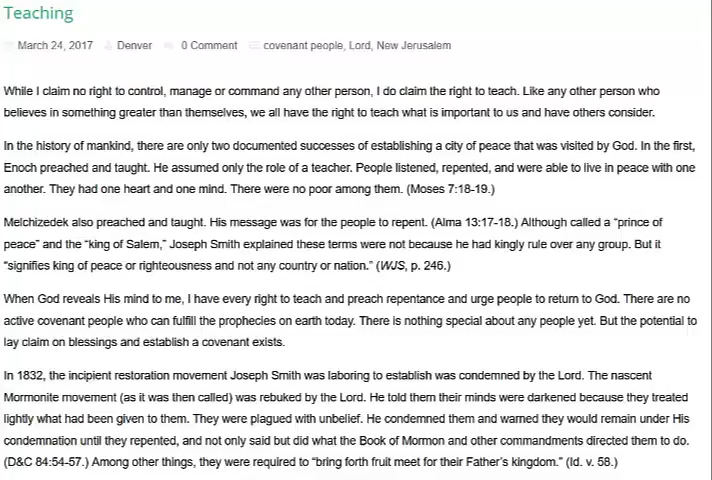 Teaching
March 24, 2017 Denver 0 Comment covenant people, Lord, New Jerusalem
While I claim no right to control, manage or command any other person, I do claim the right to teach. Like any other person who
believes in something greater than themselves, we all have the right to teach what is important to us and have others consider.
In the history of mankind, there are only two documented successes of establishing a city of peace that was visited by God. In the first,
Enoch preached and taught. He assumed only the role of a teacher. People listened, repented, and were able to live in peace with one
another. They had one heart and one mind. There were no poor among them. (Moses 7:18-19.)
Melchizedek also preached and taught. His message was for the people to repent. (Alma 13:17-18.) Although called a "prince of
peace" and the "king of Salem," Joseph Smith explained these terms were not because he had kingly rule over any group. But it
"signifies king of peace or righteousness and not any country or nation." (WJS, p. 246.)
When God reveals His mind to me, I have every right to teach and preach repentance and urge people to return to God. There are no
active covenant people who can fulfill the prophecies on earth today. There is nothing special about any people yet. But the potential to
lay claim on blessings and establish a covenant exists.
In 1832, the incipient restoration movement Joseph Smith was laboring to establish was condemned by the Lord. The nascent
Mormonite movement (as it was then called) was rebuked by the Lord. He told them their minds were darkened because they treated
lightly what had been given to them. They were plagued with unbelief. He condemned them and warned they would remain under His
condemnation until they repented, and not only said but did what the Book of Mormon and other commandments directed them to do.
(D&C 84:54-57.) Among other things, they were required to "bring forth fruit meet for their Father's kingdom." (Id. v. 58.)